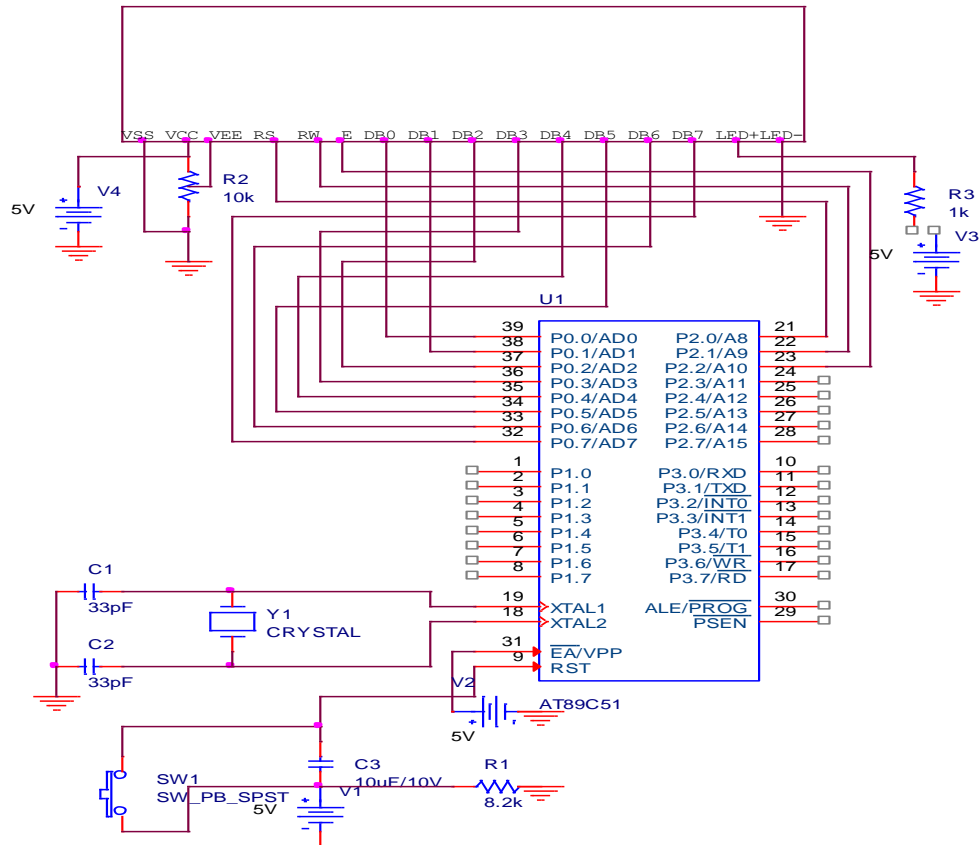 VSS VCC VEE RS RW E DB0 DB1 DB2 DB3 DB4 DB5 DB6 DB7 LED+ LED-
V4
5V
R2
10k
R3
1k
V3
5V
U1
39 P0.0/AD0
38 P0.1/AD1
37 P0.2/AD2
36 P0.3/AD3
35 P0.4/AD4
34 P0.5/AD5
33 P0.6/AD6
32 P0.7/AD7
1 P1.0
2 P1.1
3 P1.2
4 P1.3
5 P1.4
6 P1.5
7 P1.6
8 P1.7
19 XTAL1
18 XTAL2
31 EA/VPP
9 RST
P2.0/A8 21
P2.1/A9 22
P2.2/A10 23
P2.3/A11 24
P2.4/A12 25
P2.5/A13 26
P2.6/A14 27
P2.7/A15 28
P3.0/RXD 10
P3.1/TXD 11
P3.2/INT0 12
P3.3/INT1 13
P3.4/T0 14
P3.5/T1 15
P3.6/WR 16
P3.7/RD 17
ALE/PROG 30
PSEN 29
AT89C51
C1
33pF
Y1
CRYSTAL
C2
33pF
V2
5V
C3
10uF/10V
SW1
SW_PB_SPST
V1
5V
R1
8.2k